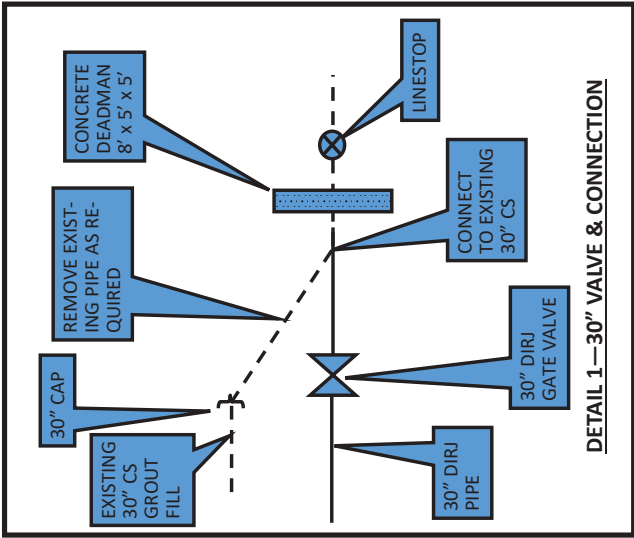 30” CAP
EXISTING
30” CS
GROUT
FILL
REMOVE EXIST-
ING PIPE AS RE-
QUIRED
CONCRETE
DEADMAN
8’ x 5’ x 5’
30” DIRJ
PIPE
30” DIRJ
GATE VALVE
CONNECT
TO EXISTING
30” CS
LINESTOP
DETAIL 1—30” VALVE & CONNECTION